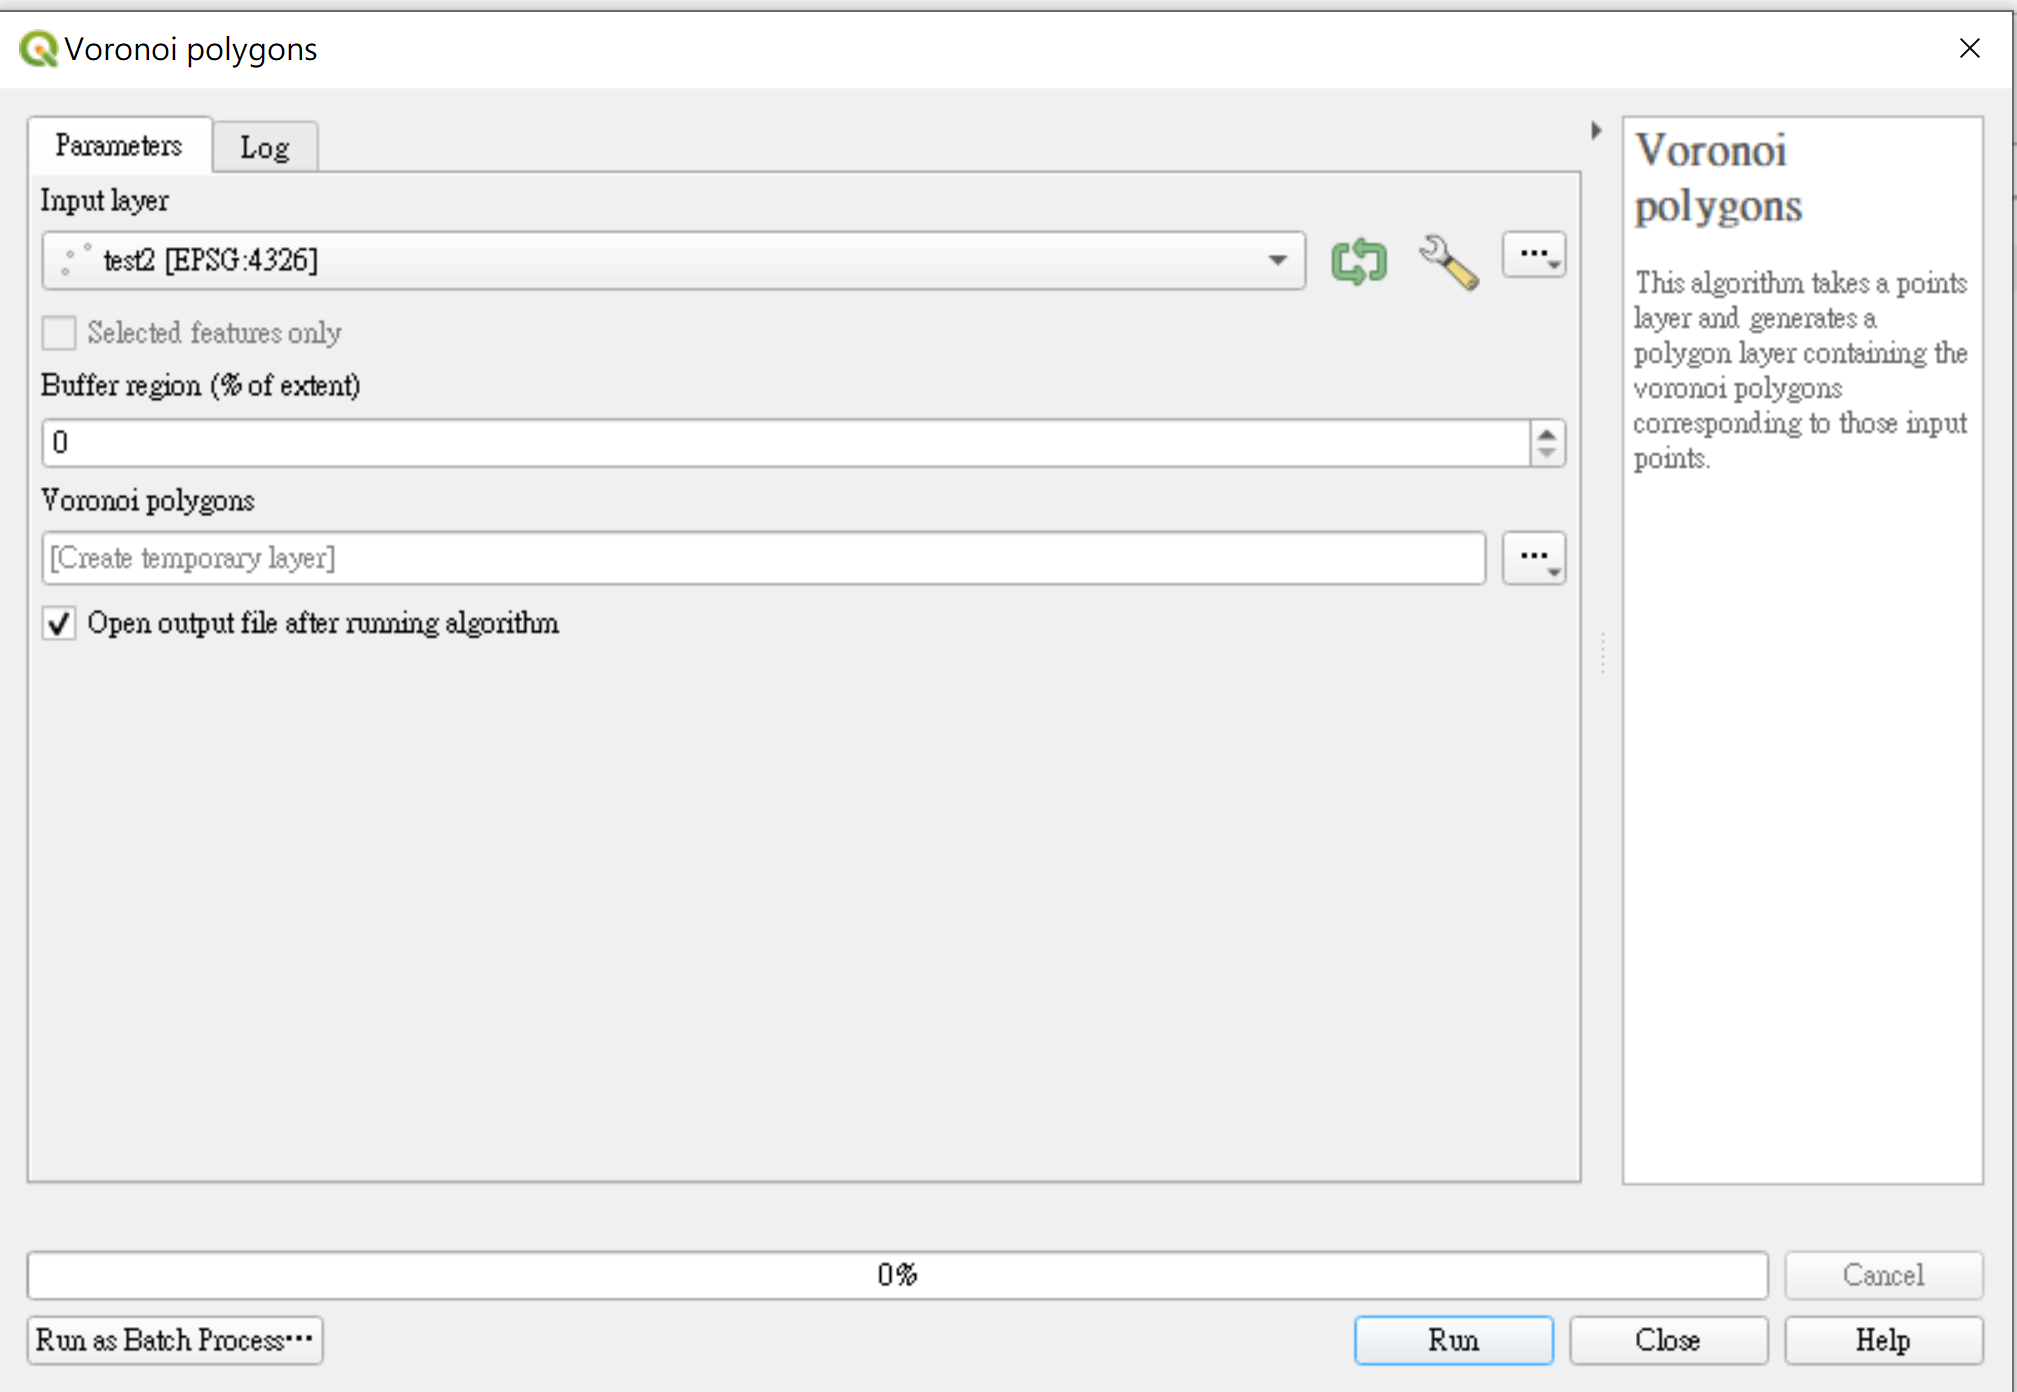 Voronoi polygons
Parameters
Log
Input layer
test2 [EPSG:4326]
Selected features only
Buffer region (% of extent)
0
Voronoi polygons
[Create temporary layer]
Open output file after running algorithm
Voronoi
polygons
This algorithm takes a points
layer and generates a
polygon layer containing the
voronoi polygons
corresponding to those input
points.
0%
Cancel
Run as Batch Process⋯
Run
Close
Help